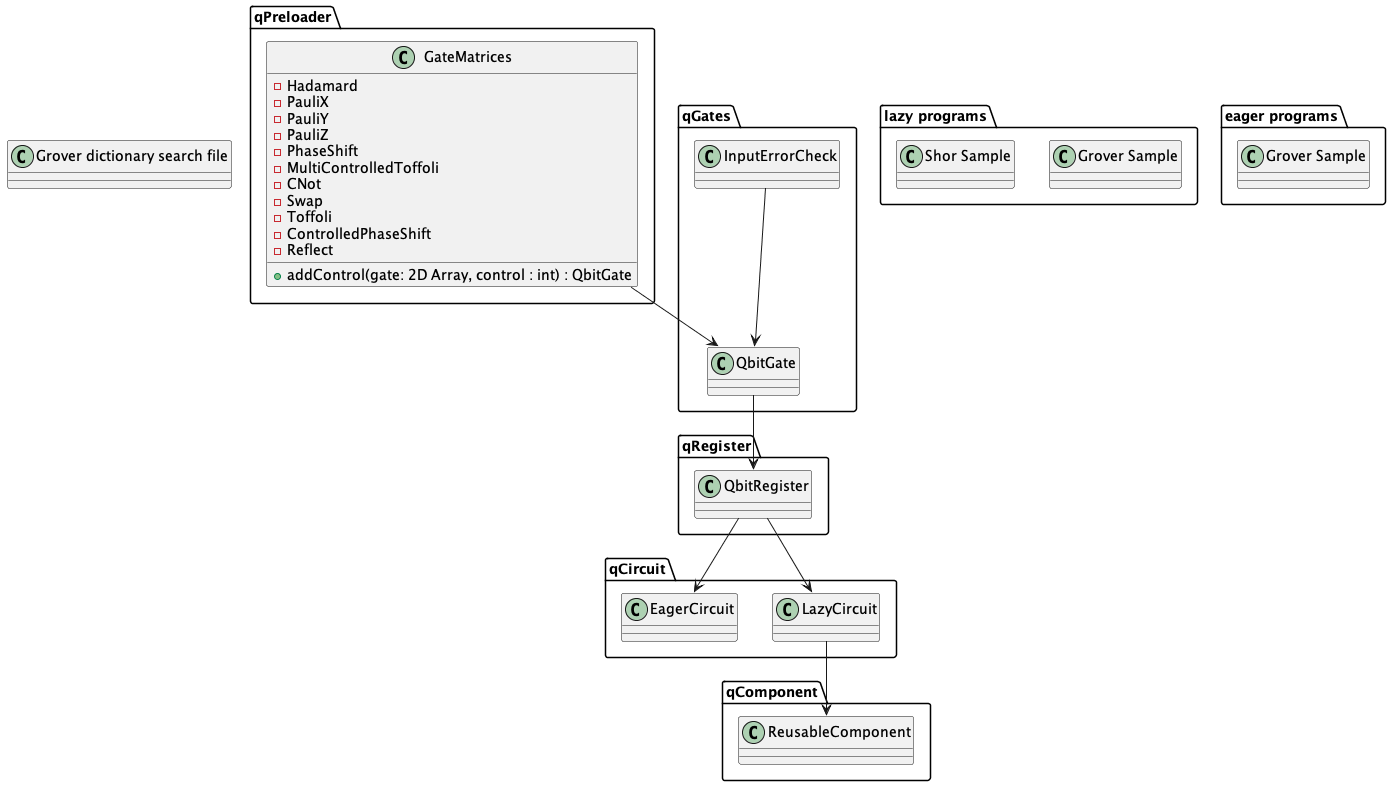 qPreloader
C GateMatrices
Hadamard
PauliX
PauliY
PauliZ
PhaseShift
MultiControlledToffoli
CNot
Swap
Toffoli
ControlledPhaseShift
Reflect
addControl(gate: 2D Array, control : int) : QbitGate
C Grover dictionary search file
qGates
C InputErrorCheck
C QbitGate
lazy programs
C Shor Sample
C Grover Sample
eager programs
C Grover Sample
qRegister
C QbitRegister
qCircuit
C EagerCircuit
C LazyCircuit
qComponent
C ReusableComponent